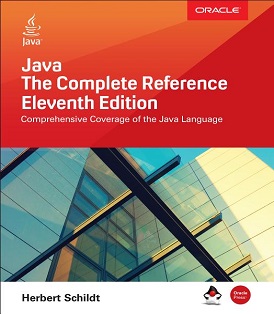 ORACLE
Java
Java
The Complete Reference
Eleventh Edition
Comprehensive Coverage of the Java Language
Herbert Schildt
Oracle
Press